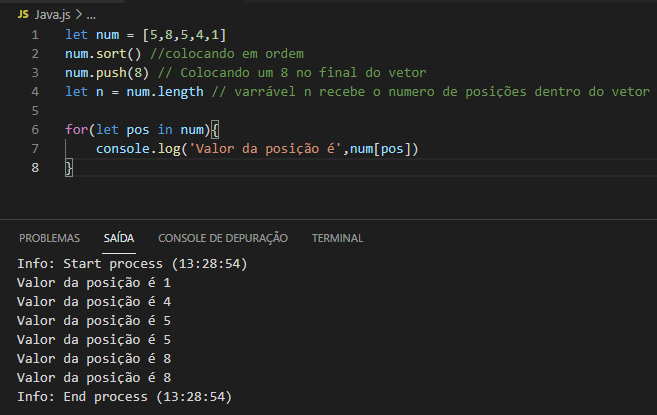 JS Java.js > ...
1 let num = [5,8,5,4,1]
2 num.sort() //colocando em ordem
3 num.push(8) // Colocando um 8 no final do vetor
4 let n = num.length // varrável n recebe o numero de posições dentro do vetor
5
6 for(let pos in num){
7 console.log('Valor da posição é',num[pos])
8 }
PROBLEMAS SAÍDA CONSOLE DE DEPURAÇÃO TERMINAL
Info: Start process (13:28:54)
Valor da posição é 1
Valor da posição é 4
Valor da posição é 5
Valor da posição é 5
Valor da posição é 8
Valor da posição é 8
Info: End process (13:28:54)